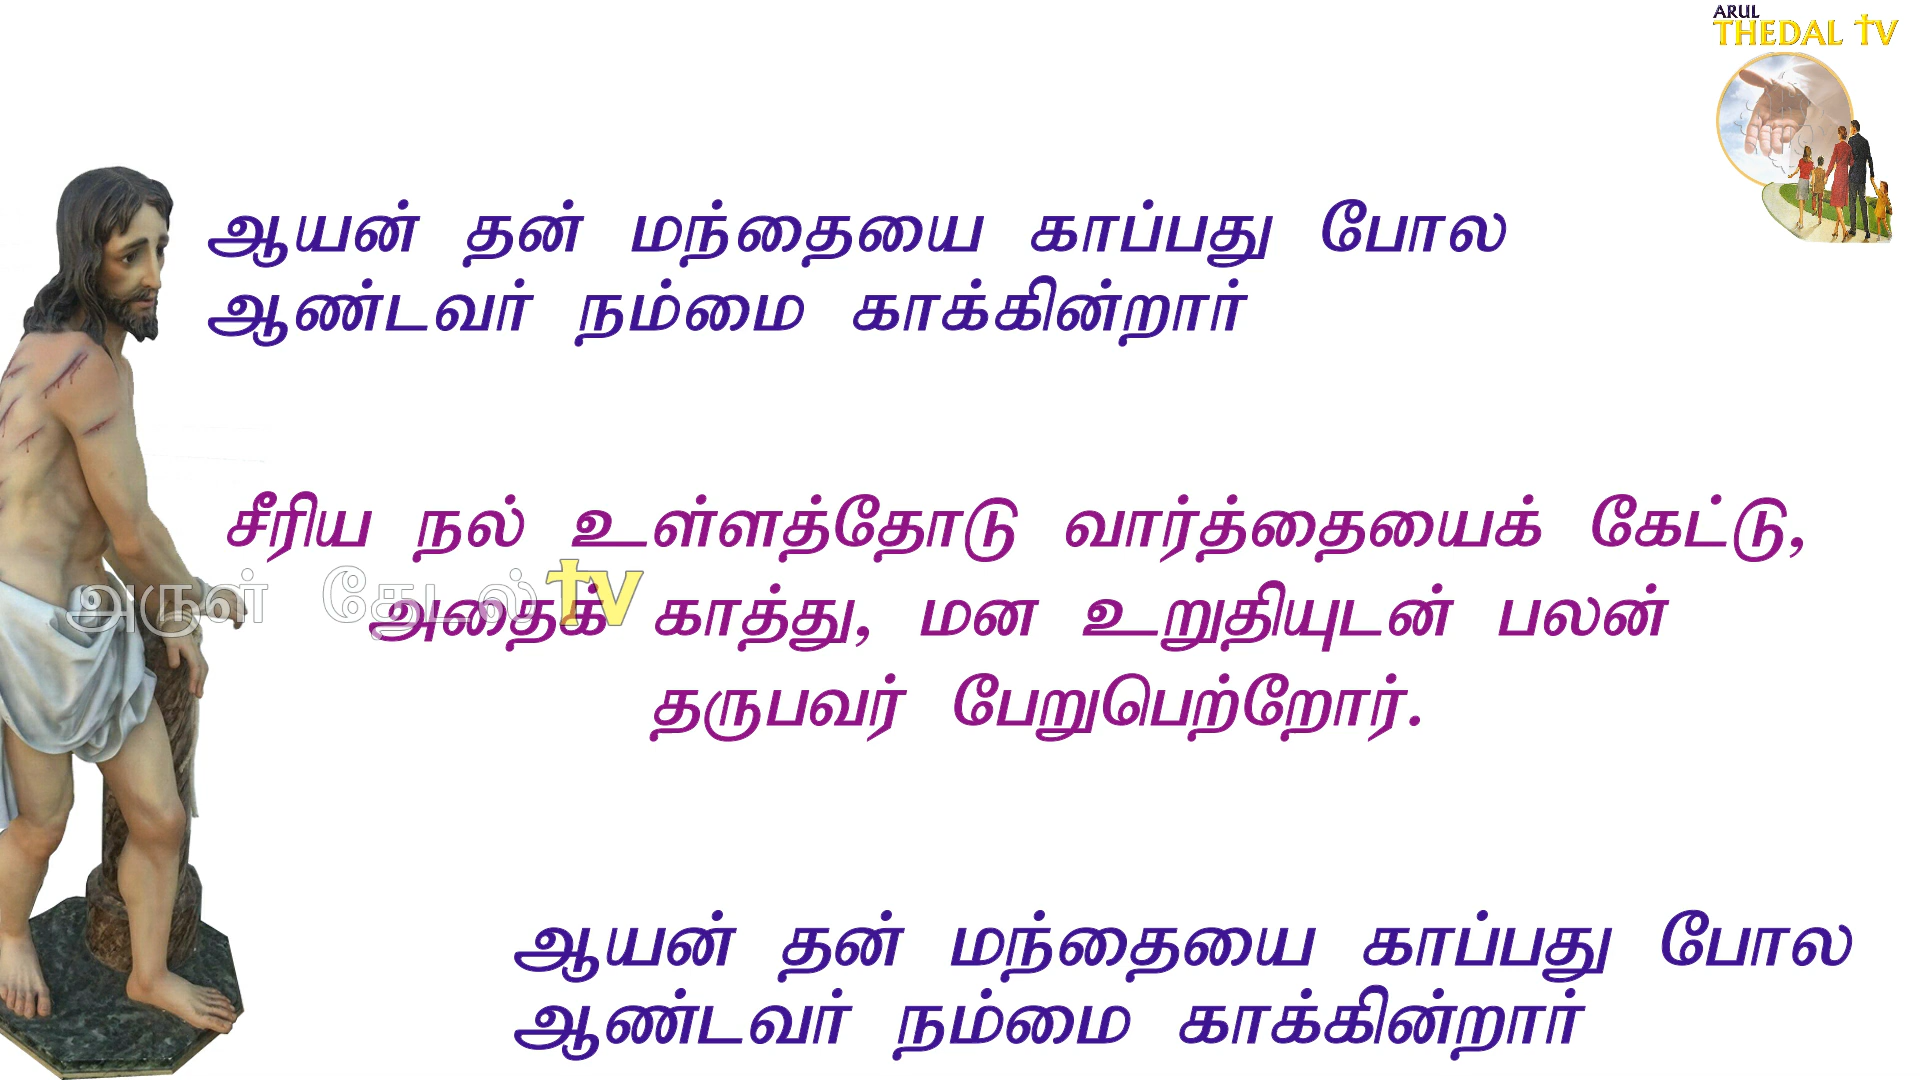 ARUL
THEDAL TV
ஆயன் தன் மந்தையை காப்பது போல
ஆண்டவர் நம்மை காக்கின்றார்
சீரிய நல் உள்ளத்தோடு வார்த்தையைக் கேட்டு,
அருள் தேடல் tv
அதைக் காத்து, மன உறுதியுடன் பலன்
தருபவர் பேறுபெற்றோர்.
ஆயன் தன் மந்தையை காப்பது போல
ஆண்டவர் நம்மை காக்கின்றார்